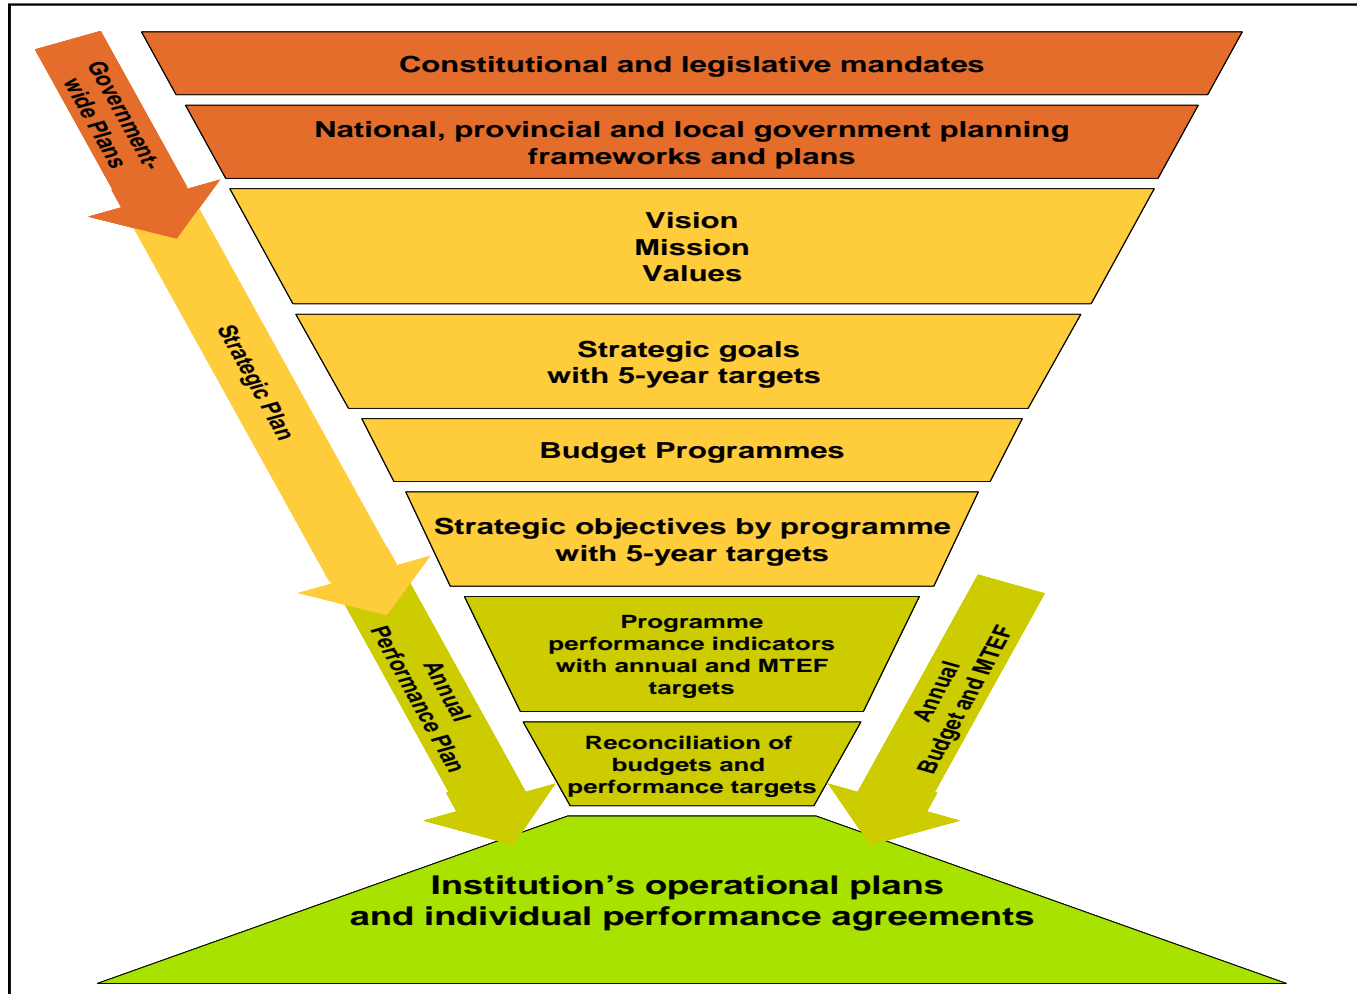 Government-
wide Plans
Constitutional and legislative mandates
National, provincial and local government planning
frameworks and plans
Vision
Mission
Values
Strategic Plan
Strategic goals
with 5-year targets
Budget Programmes
Strategic objectives by programme
with 5-year targets
Annual
Performance Plan
Programme
performance indicators
with annual and MTEF
targets
Annual
Budget and MTEF
Reconciliation of
budgets and
performance targets
Institution’s operational plans
and individual performance agreements